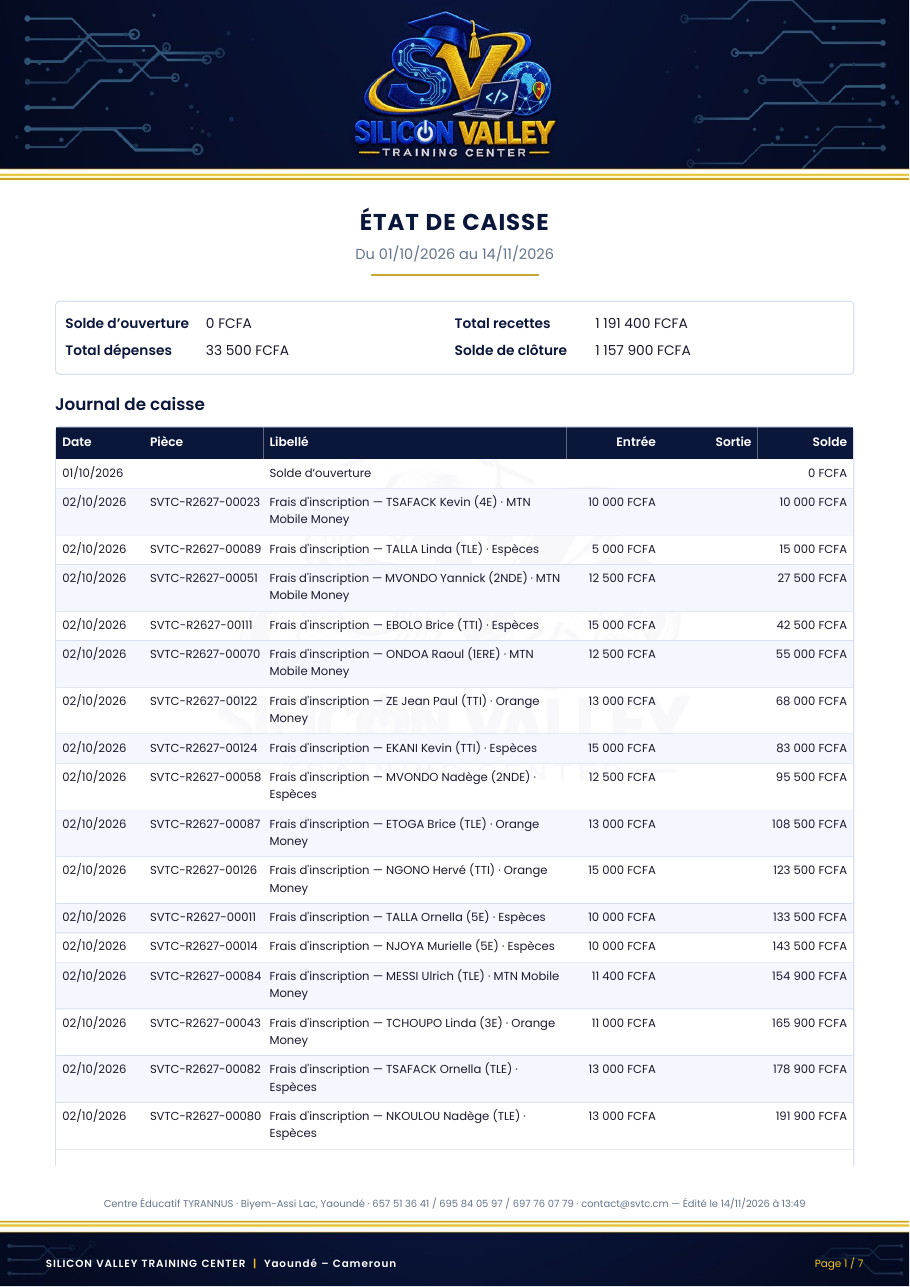 SV
</>
SILICON VALLEY
TRAINING CENTER
ÉTAT DE CAISSE
Du 01/10/2026 au 14/11/2026
Solde d’ouverture 0 FCFA Total recettes 1 191 400 FCFA
Total dépenses 33 500 FCFA Solde de clôture 1 157 900 FCFA
Journal de caisse
Date Pièce Libellé Entrée Sortie Solde
01/10/2026 Solde d’ouverture 0 FCFA
02/10/2026 SVTC-R2627-00023 Frais d'inscription — TSAFACK Kevin (4E) · MTN 10 000 FCFA 10 000 FCFA
Mobile Money
02/10/2026 SVTC-R2627-00089 Frais d'inscription — TALLA Linda (TLE) · Espèces 5 000 FCFA 15 000 FCFA
02/10/2026 SVTC-R2627-00051 Frais d'inscription — MVONDO Yannick (2NDE) · MTN 12 500 FCFA 27 500 FCFA
Mobile Money
02/10/2026 SVTC-R2627-00111 Frais d'inscription — EBOLO Brice (TTI) · Espèces 15 000 FCFA 42 500 FCFA
02/10/2026 SVTC-R2627-00070 Frais d'inscription — ONDOA Raoul (1ERE) · MTN 12 500 FCFA 55 000 FCFA
Mobile Money
02/10/2026 SVTC-R2627-00122 Frais d'inscription — ZE Jean Paul (TTI) · Orange 13 000 FCFA 68 000 FCFA
Money
02/10/2026 SVTC-R2627-00124 Frais d'inscription — EKANI Kevin (TTI) · Espèces 15 000 FCFA 83 000 FCFA
02/10/2026 SVTC-R2627-00058 Frais d'inscription — MVONDO Nadège (2NDE) · 12 500 FCFA 95 500 FCFA
Espèces
02/10/2026 SVTC-R2627-00087 Frais d'inscription — ETOGA Brice (TLE) · Orange 13 000 FCFA 108 500 FCFA
Money
02/10/2026 SVTC-R2627-00126 Frais d'inscription — NGONO Hervé (TTI) · Orange 15 000 FCFA 123 500 FCFA
Money
02/10/2026 SVTC-R2627-00011 Frais d'inscription — TALLA Ornella (5E) · Espèces 10 000 FCFA 133 500 FCFA
02/10/2026 SVTC-R2627-00014 Frais d'inscription — NJOYA Murielle (5E) · Espèces 10 000 FCFA 143 500 FCFA
02/10/2026 SVTC-R2627-00084 Frais d'inscription — MESSI Ulrich (TLE) · MTN Mobile 11 400 FCFA 154 900 FCFA
Money
02/10/2026 SVTC-R2627-00043 Frais d'inscription — TCHOUPO Linda (3E) · Orange 11 000 FCFA 165 900 FCFA
Money
02/10/2026 SVTC-R2627-00082 Frais d'inscription — TSAFACK Ornella (TLE) · 13 000 FCFA 178 900 FCFA
Espèces
02/10/2026 SVTC-R2627-00080 Frais d'inscription — NKOULOU Nadège (TLE) · 13 000 FCFA 191 900 FCFA
Espèces
Centre Éducatif TYRANNUS · Biyem-Assi Lac, Yaoundé · 657 51 36 41 / 695 84 05 97 / 697 76 07 79 · contact@svtc.cm — Édité le 14/11/2026 à 13:49
SILICON VALLEY TRAINING CENTER | Yaoundé – Cameroun Page 1 / 7